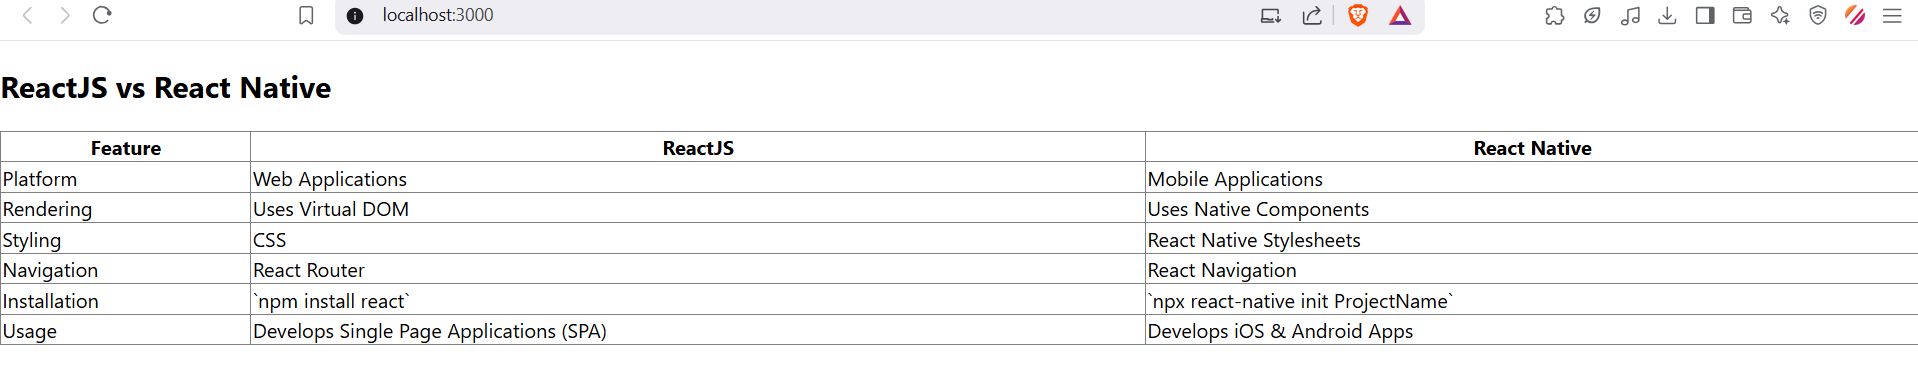 localhost:3000
ReactJS vs React Native
Feature ReactJS React Native
Platform Web Applications Mobile Applications
Rendering Uses Virtual DOM Uses Native Components
Styling CSS React Native Stylesheets
Navigation React Router React Navigation
Installation `npm install react` `npx react-native init ProjectName`
Usage Develops Single Page Applications (SPA) Develops iOS & Android Apps